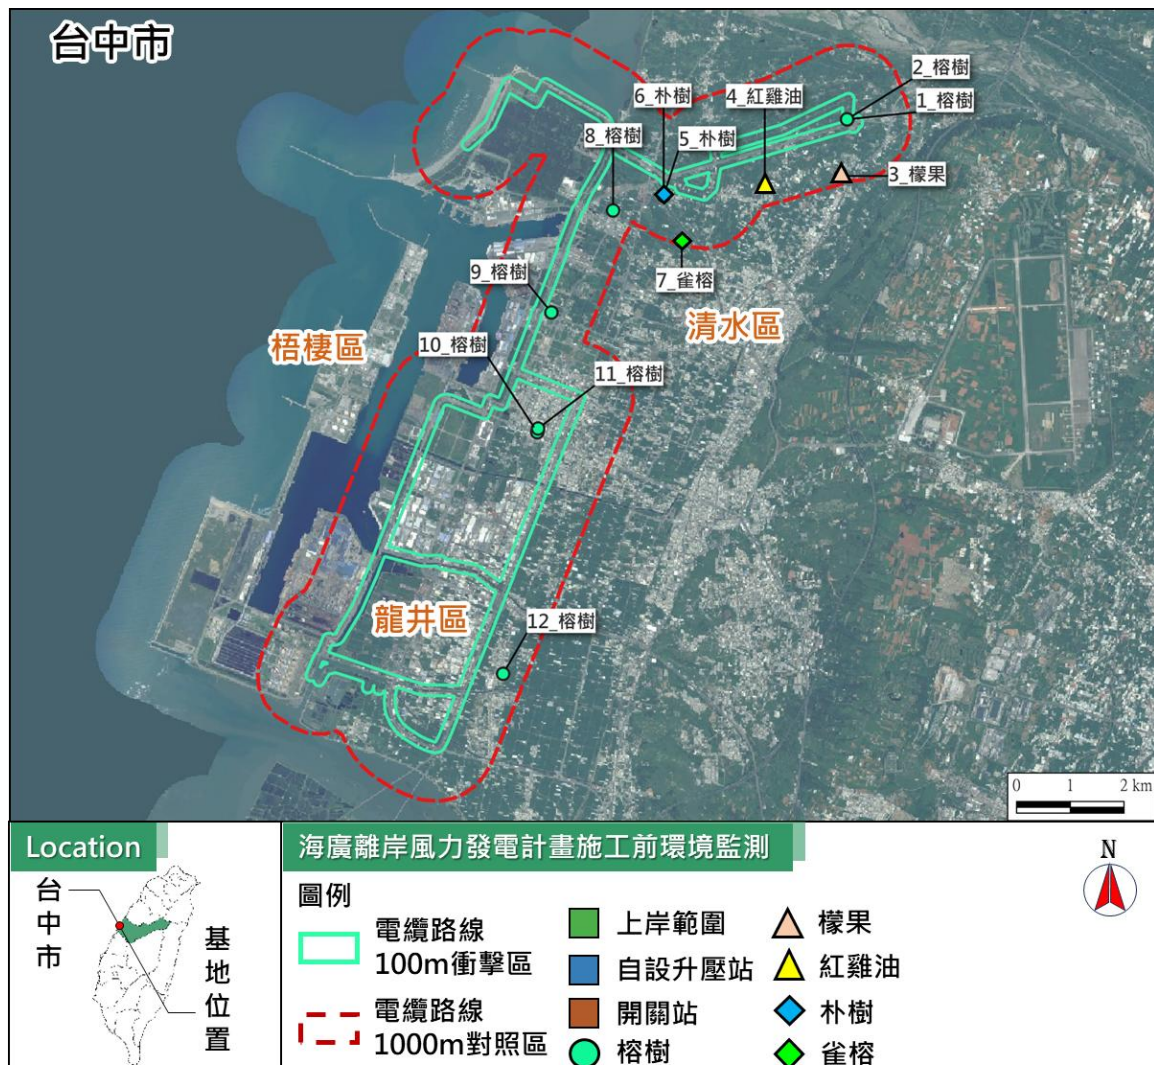 台中市
2_榕樹
6_朴樹
4_紅雞油
1_榕樹
8_榕樹
5_朴樹
3_檬果
7_雀榕
9_榕樹
清水區
梧棲區
10_榕樹
11_榕樹
龍井區
12_榕樹
0 1 2 km
Location
台中市
基地位置
海廣離岸風力發電計畫施工前環境監測
N
圖例
電纜路線
100m衝擊區
電纜路線
1000m對照區
上岸範圍
自設升壓站
開關站
榕樹
檬果
紅雞油
朴樹
雀榕